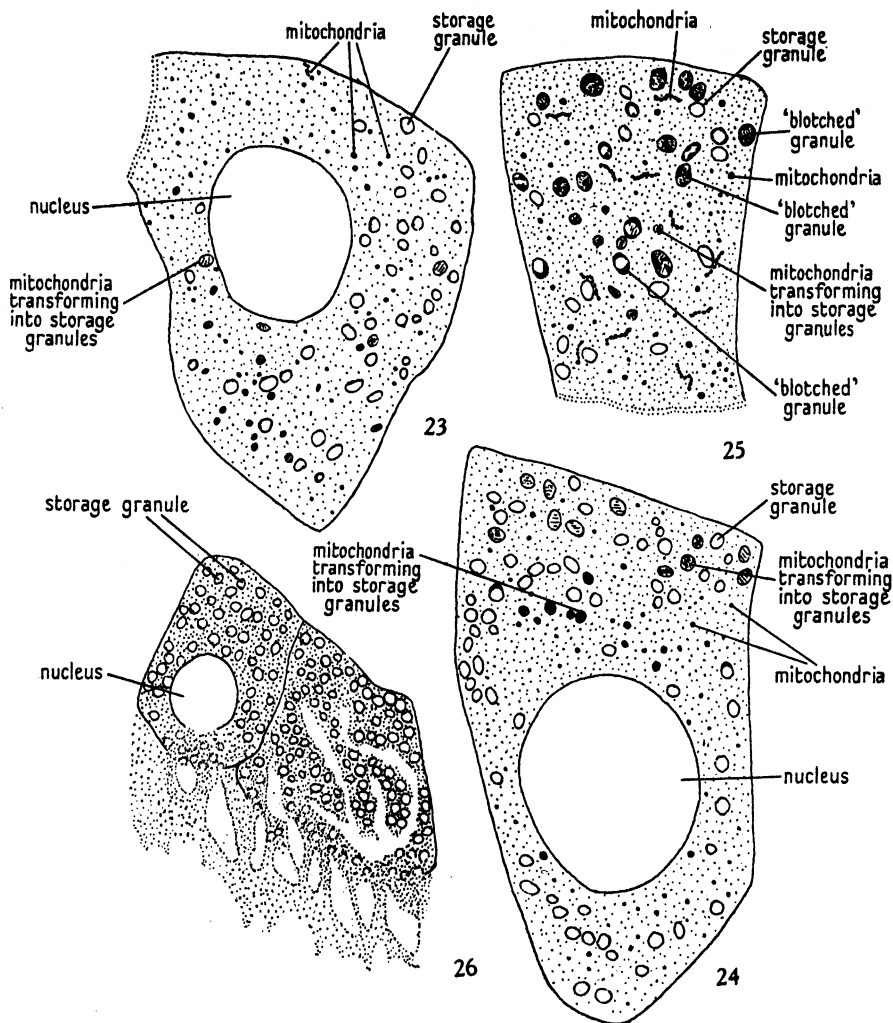 mitochondria
storage
granule
nucleus
mitochondria
transforming
into storage
granules
23
mitochondria
storage
granule
'blotched'
granule
mitochondria
'blotched'
granule
mitochondria
transforming
into storage
granules
'blotched'
granule
25
storage granule
nucleus
26
mitochondria
transforming
into storage
granules
storage
granule
mitochondria
transforming
into storage
granules
mitochondria
nucleus
24